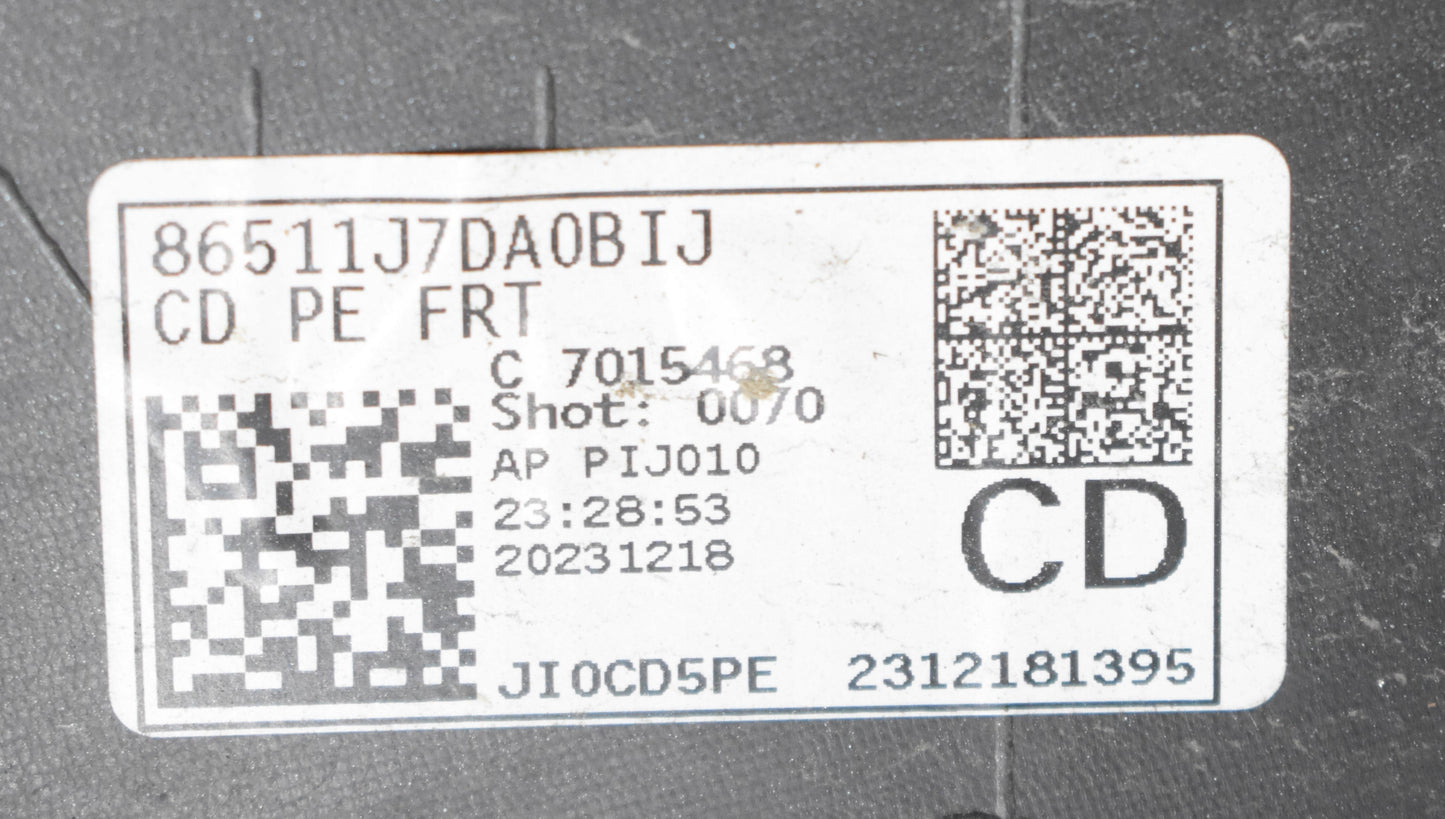 86511J7DA0BIJ
CD PE FRT
C 7015468
Shot: 0070
AP PIJ010
23:28:53
20231218
CD
JI0CD5PE 2312181395